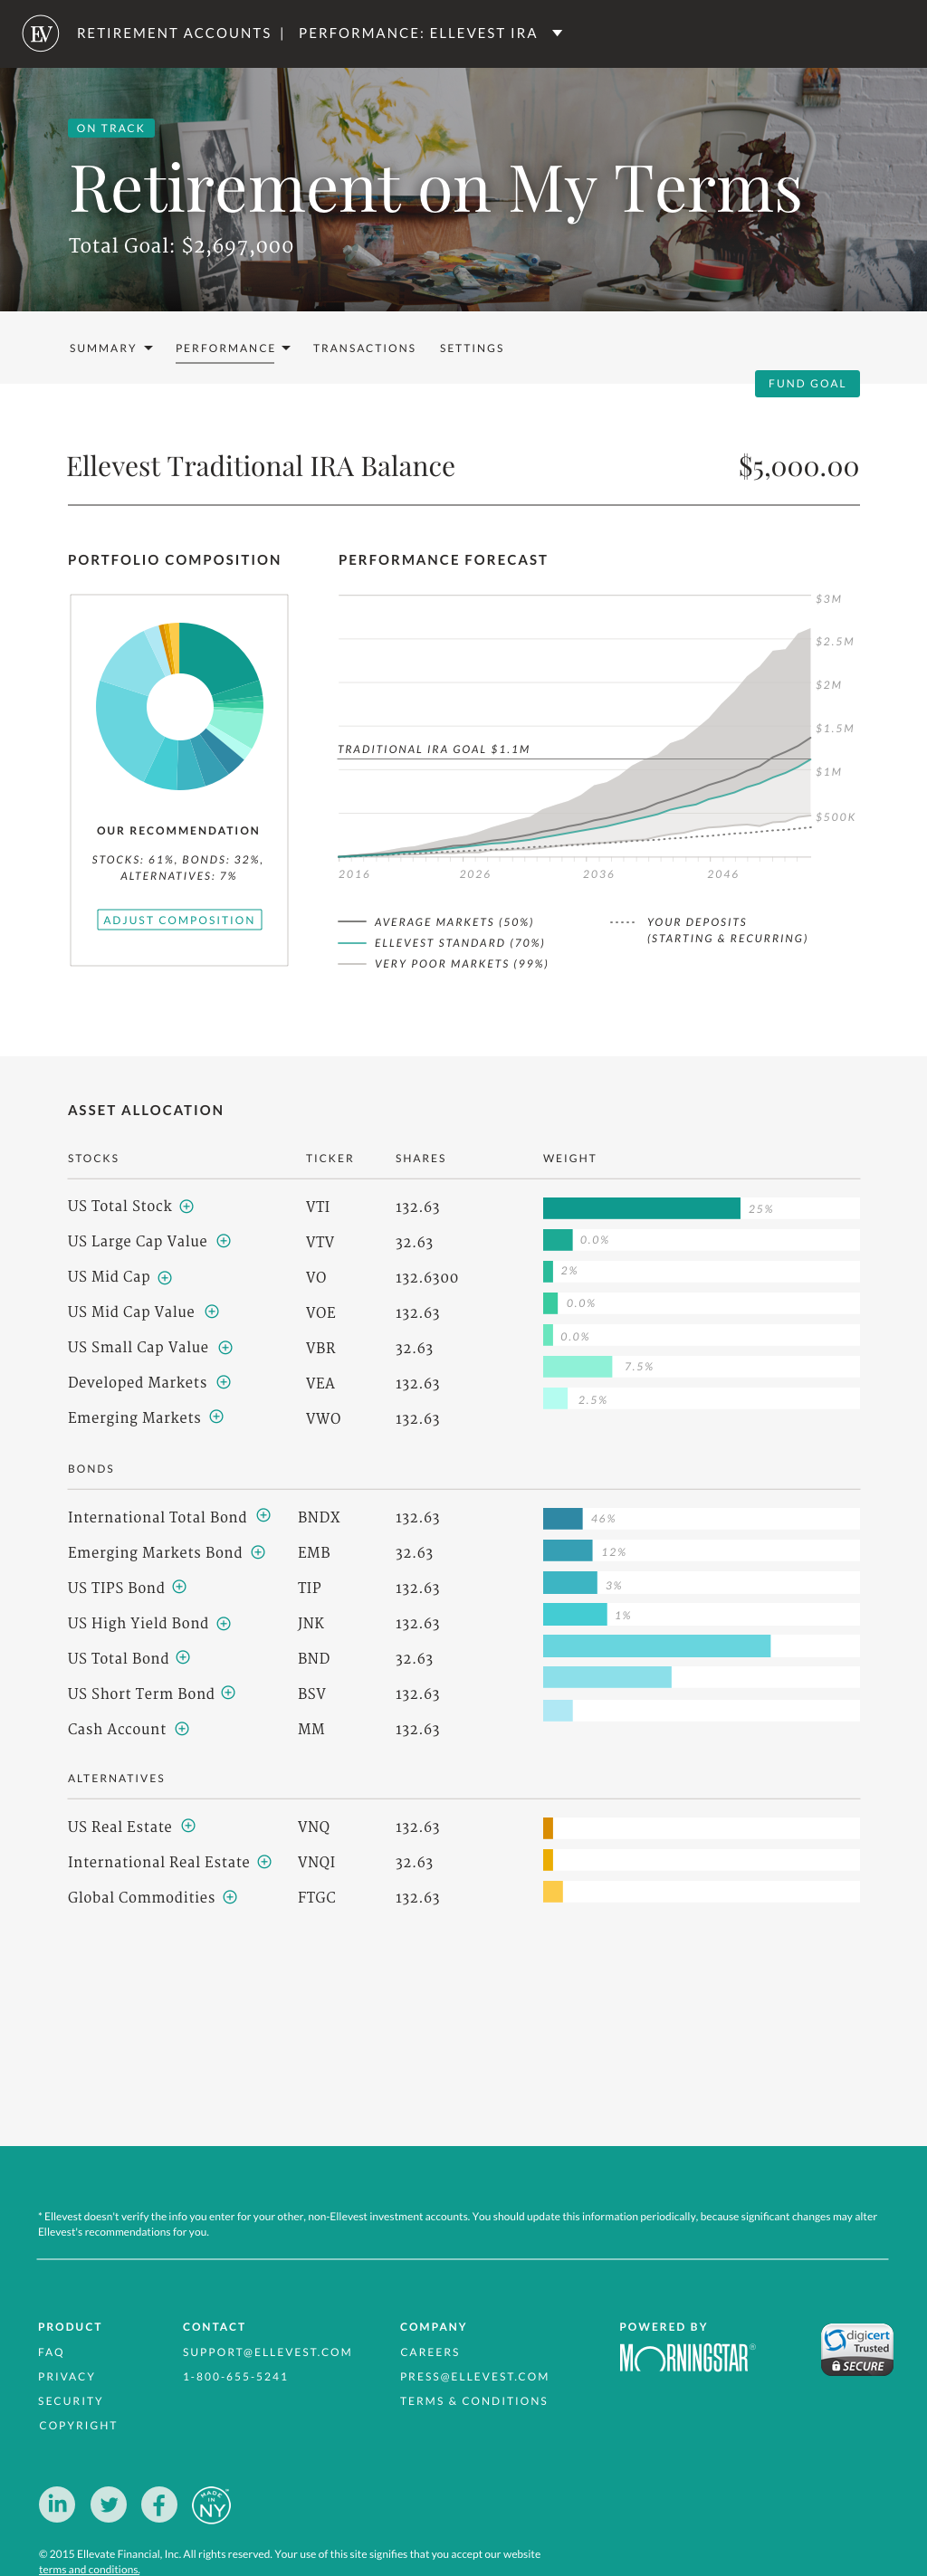 EV RETIREMENT ACCOUNTS | PERFORMANCE: ELLEVEST IRA
ON TRACK
Retirement on My Terms
Total Goal: $2,697,000
SUMMARY PERFORMANCE TRANSACTIONS SETTINGS
FUND GOAL
Ellevest Traditional IRA Balance $5,000.00
PORTFOLIO COMPOSITION
OUR RECOMMENDATION
STOCKS: 61%, BONDS: 32%,
ALTERNATIVES: 7%
ADJUST COMPOSITION
PERFORMANCE FORECAST
$3M
$2.5M
$2M
$1.5M
TRADITIONAL IRA GOAL $1.1M
$1M
$500K
2016 2026 2036 2046
AVERAGE MARKETS (50%)
ELLEVEST STANDARD (70%)
VERY POOR MARKETS (99%)
YOUR DEPOSITS
(STARTING & RECURRING)
ASSET ALLOCATION
STOCKS TICKER SHARES WEIGHT
US Total Stock VTI 132.63 25%
US Large Cap Value VTV 32.63 0.0%
US Mid Cap VO 132.6300 2%
US Mid Cap Value VOE 132.63 0.0%
US Small Cap Value VBR 32.63 0.0%
Developed Markets VEA 132.63 7.5%
Emerging Markets VWO 132.63 2.5%
BONDS
International Total Bond BNDX 132.63 46%
Emerging Markets Bond EMB 32.63 12%
US TIPS Bond TIP 132.63 3%
US High Yield Bond JNK 132.63 1%
US Total Bond BND 32.63
US Short Term Bond BSV 132.63
Cash Account MM 132.63
ALTERNATIVES
US Real Estate VNQ 132.63
International Real Estate VNQI 32.63
Global Commodities FTGC 132.63
* Ellevest doesn't verify the info you enter for your other, non-Ellevest investment accounts. You should update this information periodically, because significant changes may alter
Ellevest's recommendations for you.
PRODUCT
FAQ
PRIVACY
SECURITY
COPYRIGHT
CONTACT
SUPPORT@ELLEVEST.COM
1-800-655-5241
COMPANY
CAREERS
PRESS@ELLEVEST.COM
TERMS & CONDITIONS
POWERED BY
MORNINGSTAR®
digicert
Trusted
SECURE
in f MADE
IN
NY
© 2015 Ellevate Financial, Inc. All rights reserved. Your use of this site signifies that you accept our website
terms and conditions.